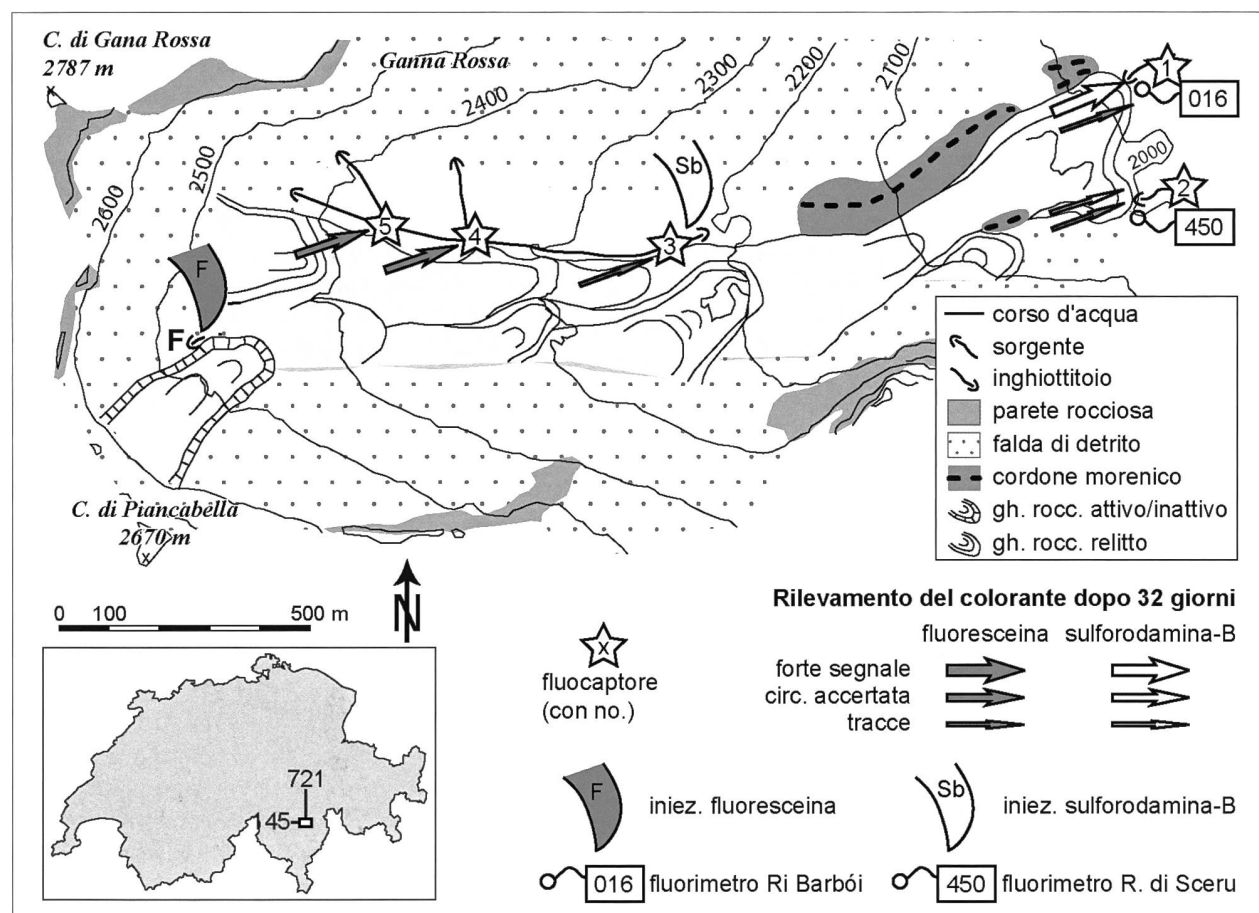 C. di Gana Rossa
2787 m
Ganna Rossa
2300
2200
2100
2400
2500
2600
2000
1
016
2
450
Sb
5
4
3
F
F
C. di Piancabella
2670 m
corso d'acqua
sorgente
inghiottitoio
parete rocciosa
falda di detrito
cordone morenico
gh. rocc. attivo/inattivo
gh. rocc. relitto
0 100 500 m
N
721
145
Rilevamento del colorante dopo 32 giorni
fluoresceina sulforodamina-B
forte segnale
circ. accertata
tracce
x
fluocaptore
(con no.)
F iniez. fluoresceina
Sb iniez. sulforodamina-B
016 fluorimetro Ri Barbói
450 fluorimetro R. di Sceru